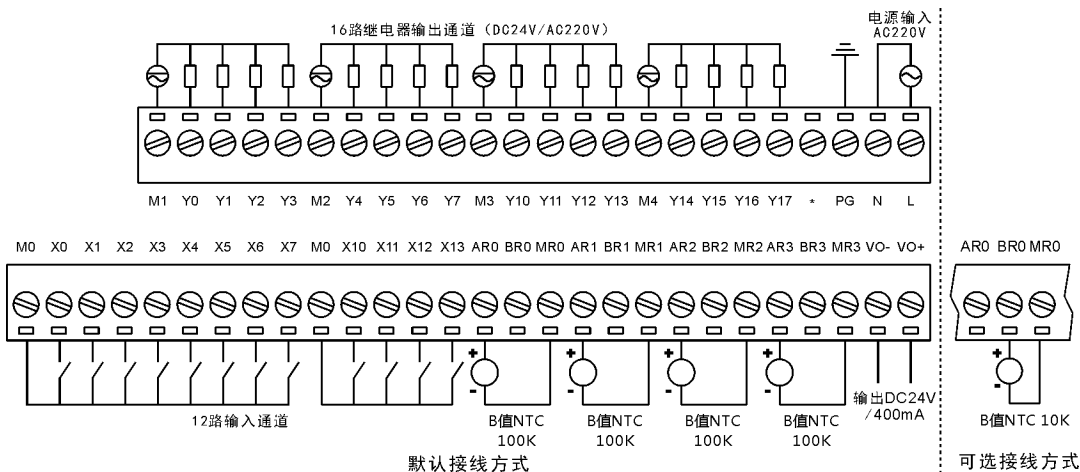 16路继电器输出通道（DC24V/AC220V）
电源输入
AC220V
M1 Y0 Y1 Y2 Y3 M2 Y4 Y5 Y6 Y7 M3 Y10 Y11 Y12 Y13 M4 Y14 Y15 Y16 Y17 * PG N L
M0 X0 X1 X2 X3 X4 X5 X6 X7 M0 X10 X11 X12 X13 AR0 BR0 MR0 AR1 BR1 MR1 AR2 BR2 MR2 AR3 BR3 MR3 VO- VO+
AR0 BR0 MR0
+ - + - + - + -
+ -
12路输入通道
B值NTC
100K
B值NTC
100K
B值NTC
100K
B值NTC
100K
输出DC24V
/400mA
B值NTC 10K
默认接线方式
可选接线方式